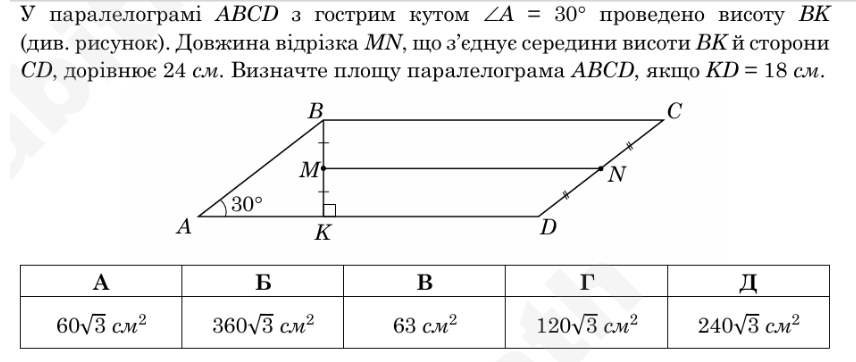 У паралелограмі ABCD з гострим кутом ∠A = 30° проведено висоту BK
(див. рисунок). Довжина відрізка MN, що з’єднує середини висоти BK й сторони
CD, дорівнює 24 см. Визначте площу паралелограма ABCD, якщо KD = 18 см.
B C
M N
30°
A K D
А Б В Г Д
60√3 см² 360√3 см² 63 см² 120√3 см² 240√3 см²